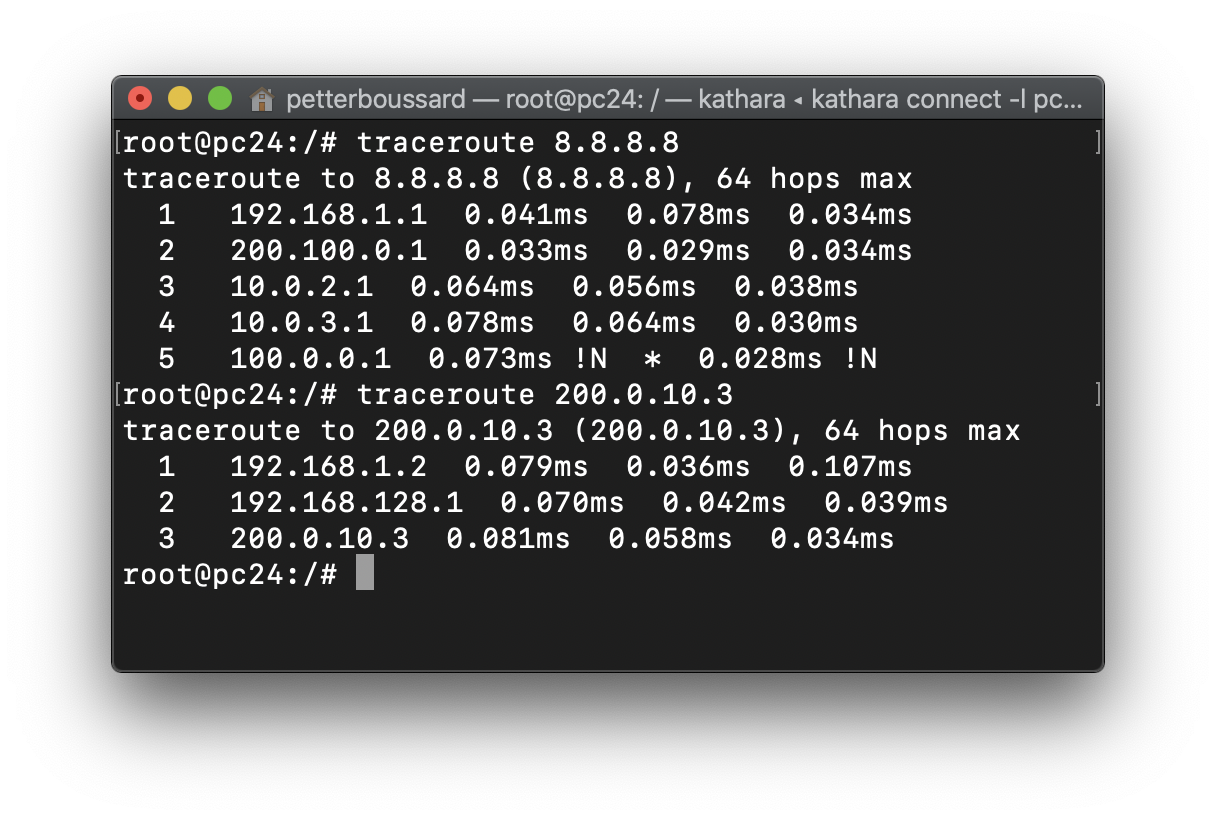 petterboussard — root@pc24: / — kathara ◂ kathara connect -l pc...
[root@pc24:/# traceroute 8.8.8.8 ]
traceroute to 8.8.8.8 (8.8.8.8), 64 hops max
  1   192.168.1.1  0.041ms  0.078ms  0.034ms
  2   200.100.0.1  0.033ms  0.029ms  0.034ms
  3   10.0.2.1  0.064ms  0.056ms  0.038ms
  4   10.0.3.1  0.078ms  0.064ms  0.030ms
  5   100.0.0.1  0.073ms !N  *  0.028ms !N
[root@pc24:/# traceroute 200.0.10.3 ]
traceroute to 200.0.10.3 (200.0.10.3), 64 hops max
  1   192.168.1.2  0.079ms  0.036ms  0.107ms
  2   192.168.128.1  0.070ms  0.042ms  0.039ms
  3   200.0.10.3  0.081ms  0.058ms  0.034ms
root@pc24:/#